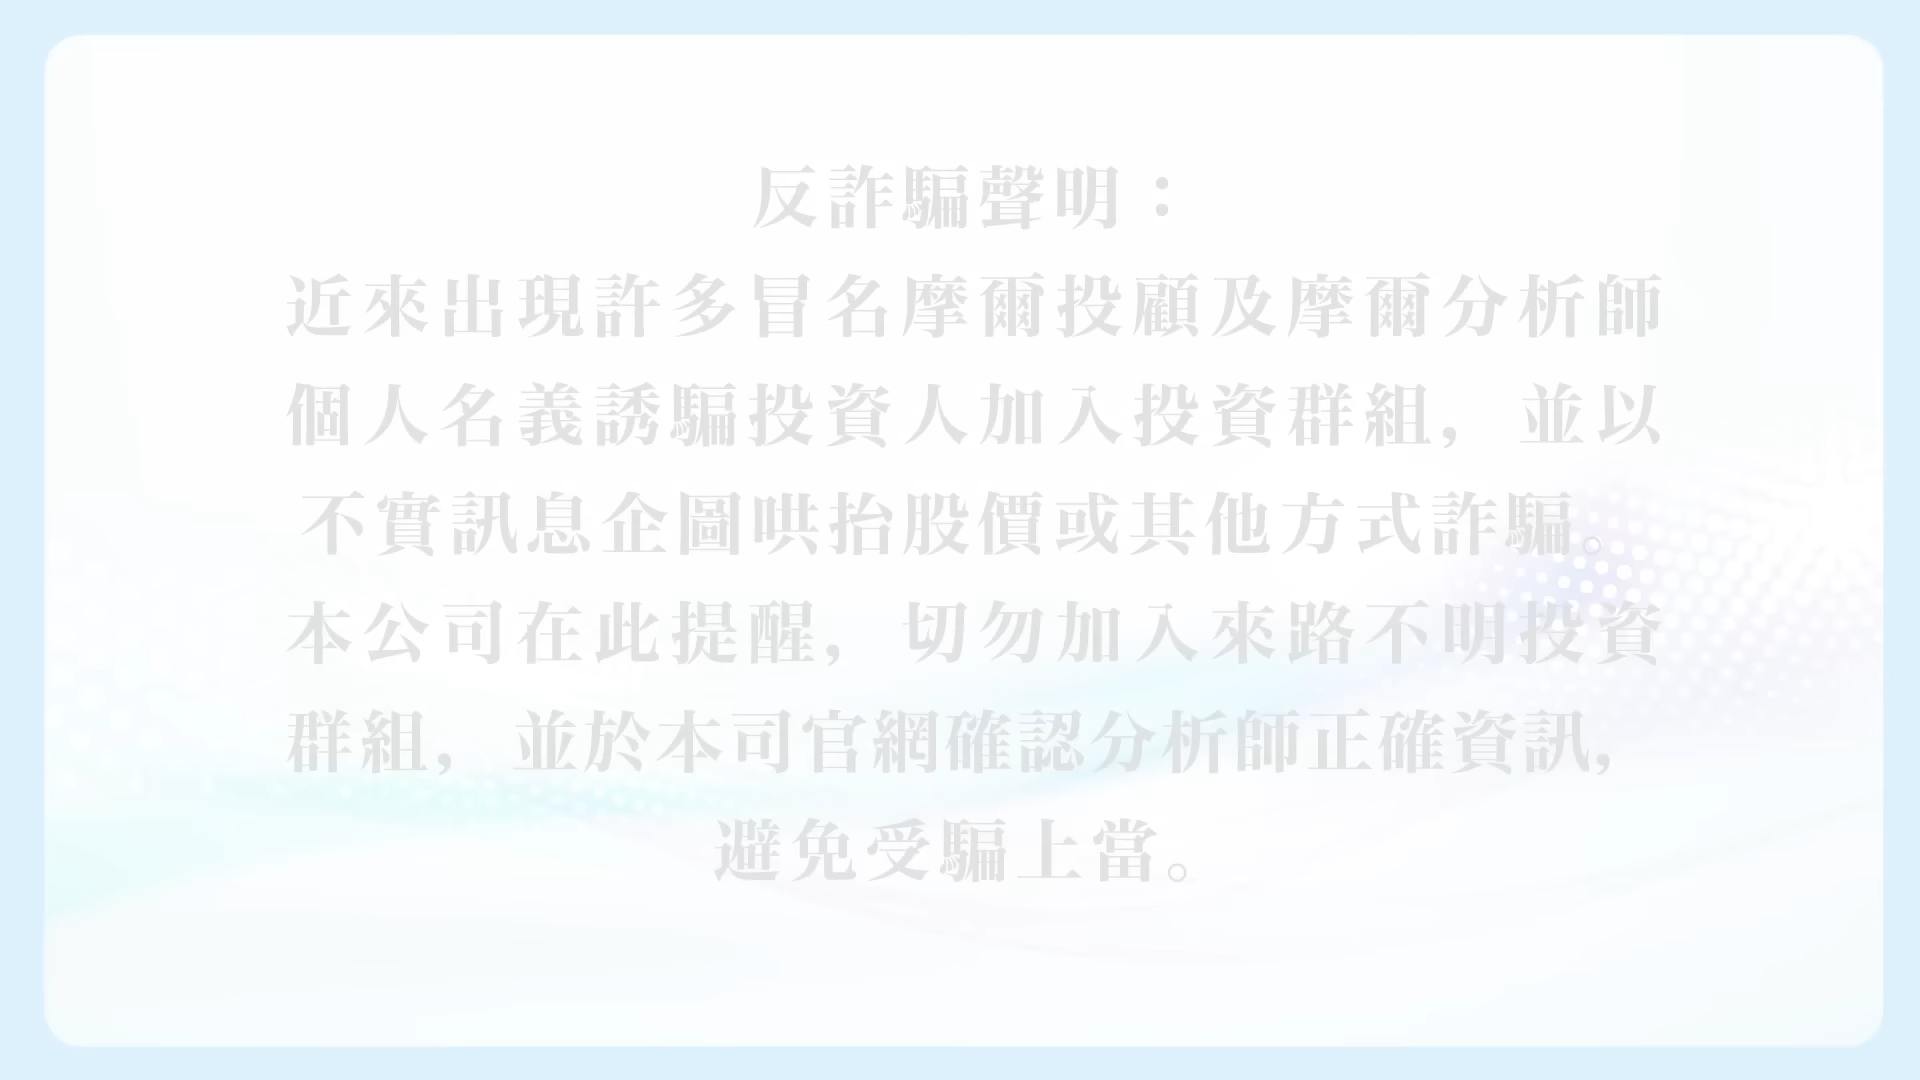 反詐騙聲明：
近來出現許多冒名摩爾投顧及摩爾分析師
個人名義誘騙投資人加入投資群組，並以
不實訊息企圖哄抬股價或其他方式詐騙。
本公司在此提醒，切勿加入來路不明投資
群組，並於本司官網確認分析師正確資訊，
避免受騙上當。